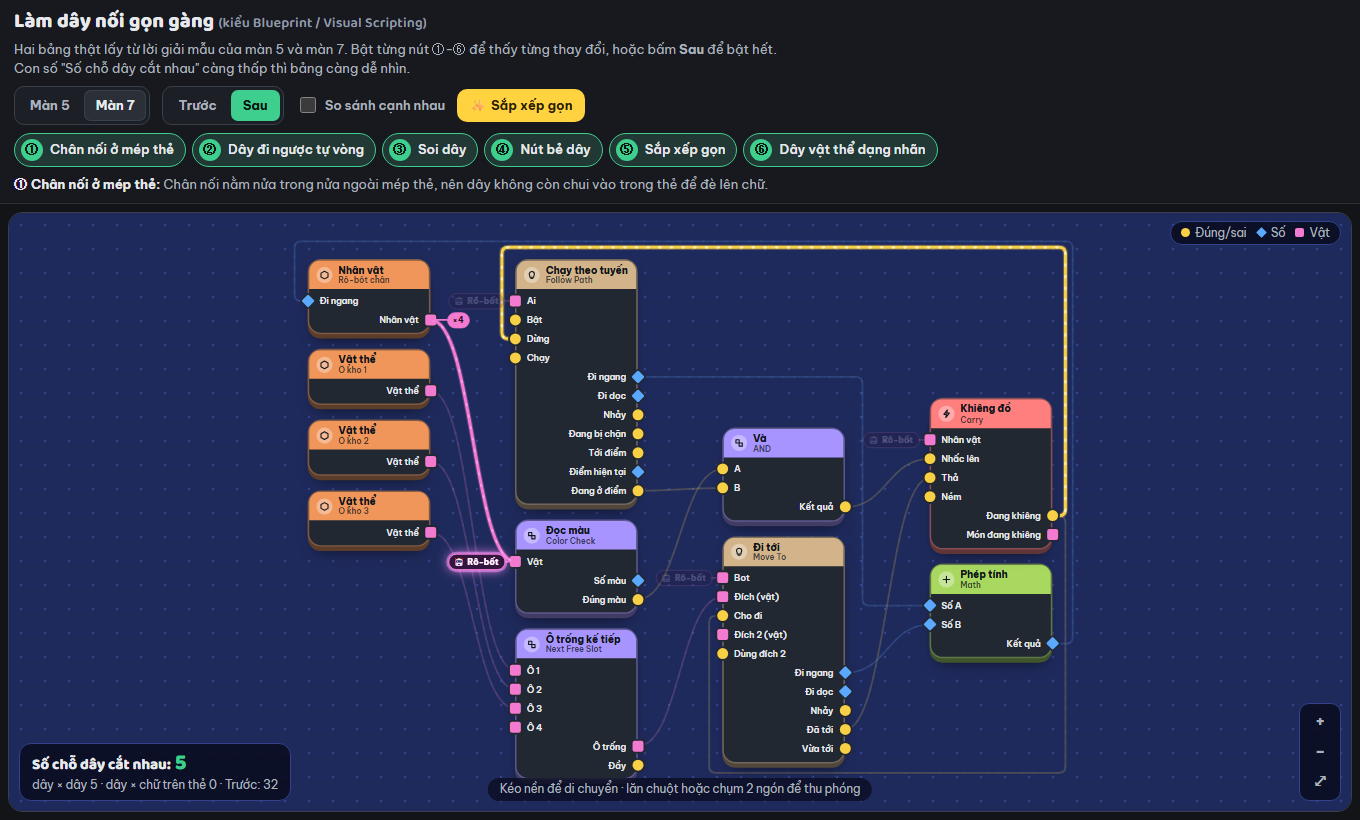 Làm dây nối gọn gàng (kiểu Blueprint / Visual Scripting)
Hai bảng thật lấy từ lời giải mẫu của màn 5 và màn 7. Bật từng nút ①–⑥ để thấy từng thay đổi, hoặc bấm Sau để bật hết.
Con số "Số chỗ dây cắt nhau" càng thấp thì bảng càng dễ nhìn.
Màn 5 Màn 7 Trước Sau So sánh cạnh nhau ✨ Sắp xếp gọn
① Chân nối ở mép thẻ ② Dây đi ngược tự vòng ③ Soi dây ④ Nút bẻ dây ⑤ Sắp xếp gọn ⑥ Dây vật thể dạng nhãn
① Chân nối ở mép thẻ: Chân nối nằm nửa trong nửa ngoài mép thẻ, nên dây không còn chui vào trong thẻ để đè lên chữ.
Đúng/sai Số Vật
Nhân vật
Rô-bốt chăn
Đi ngang
Nhân vật
×4
Vật thể
Ô kho 1
Vật thể
Vật thể
Ô kho 2
Vật thể
Vật thể
Ô kho 3
Vật thể
Rô-bốt
Chạy theo tuyến
Follow Path
Ai
Bật
Dừng
Chạy
Đi ngang
Đi dọc
Nhảy
Đang bị chặn
Tới điểm
Điểm hiện tại
Đang ở điểm
Rô-bốt
Đọc màu
Color Check
Vật
Số màu
Đúng màu
Ô trống kế tiếp
Next Free Slot
Ô 1
Ô 2
Ô 3
Ô 4
Ô trống
Đầy
Và
AND
A
B
Kết quả
Rô-bốt
Đi tới
Move To
Bot
Đích (vật)
Cho đi
Đích 2 (vật)
Dùng đích 2
Đi ngang
Đi dọc
Nhảy
Đã tới
Vừa tới
Rô-bốt
Khiêng đồ
Carry
Nhân vật
Nhấc lên
Thả
Ném
Đang khiêng
Món đang khiêng
Phép tính
Math
Số A
Số B
Kết quả
Số chỗ dây cắt nhau: 5
dây × dây 5 · dây × chữ trên thẻ 0 · Trước: 32
Kéo nền để di chuyển · lăn chuột hoặc chụm 2 ngón để thu phóng
+
−
⤢